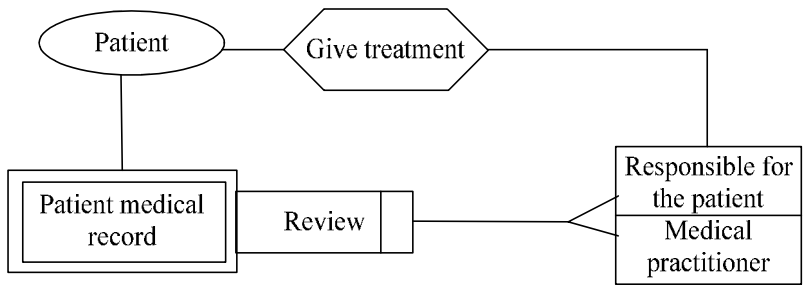 Patient
Give treatment
Patient medical
record
Review
Responsible for
the patient
Medical
practitioner